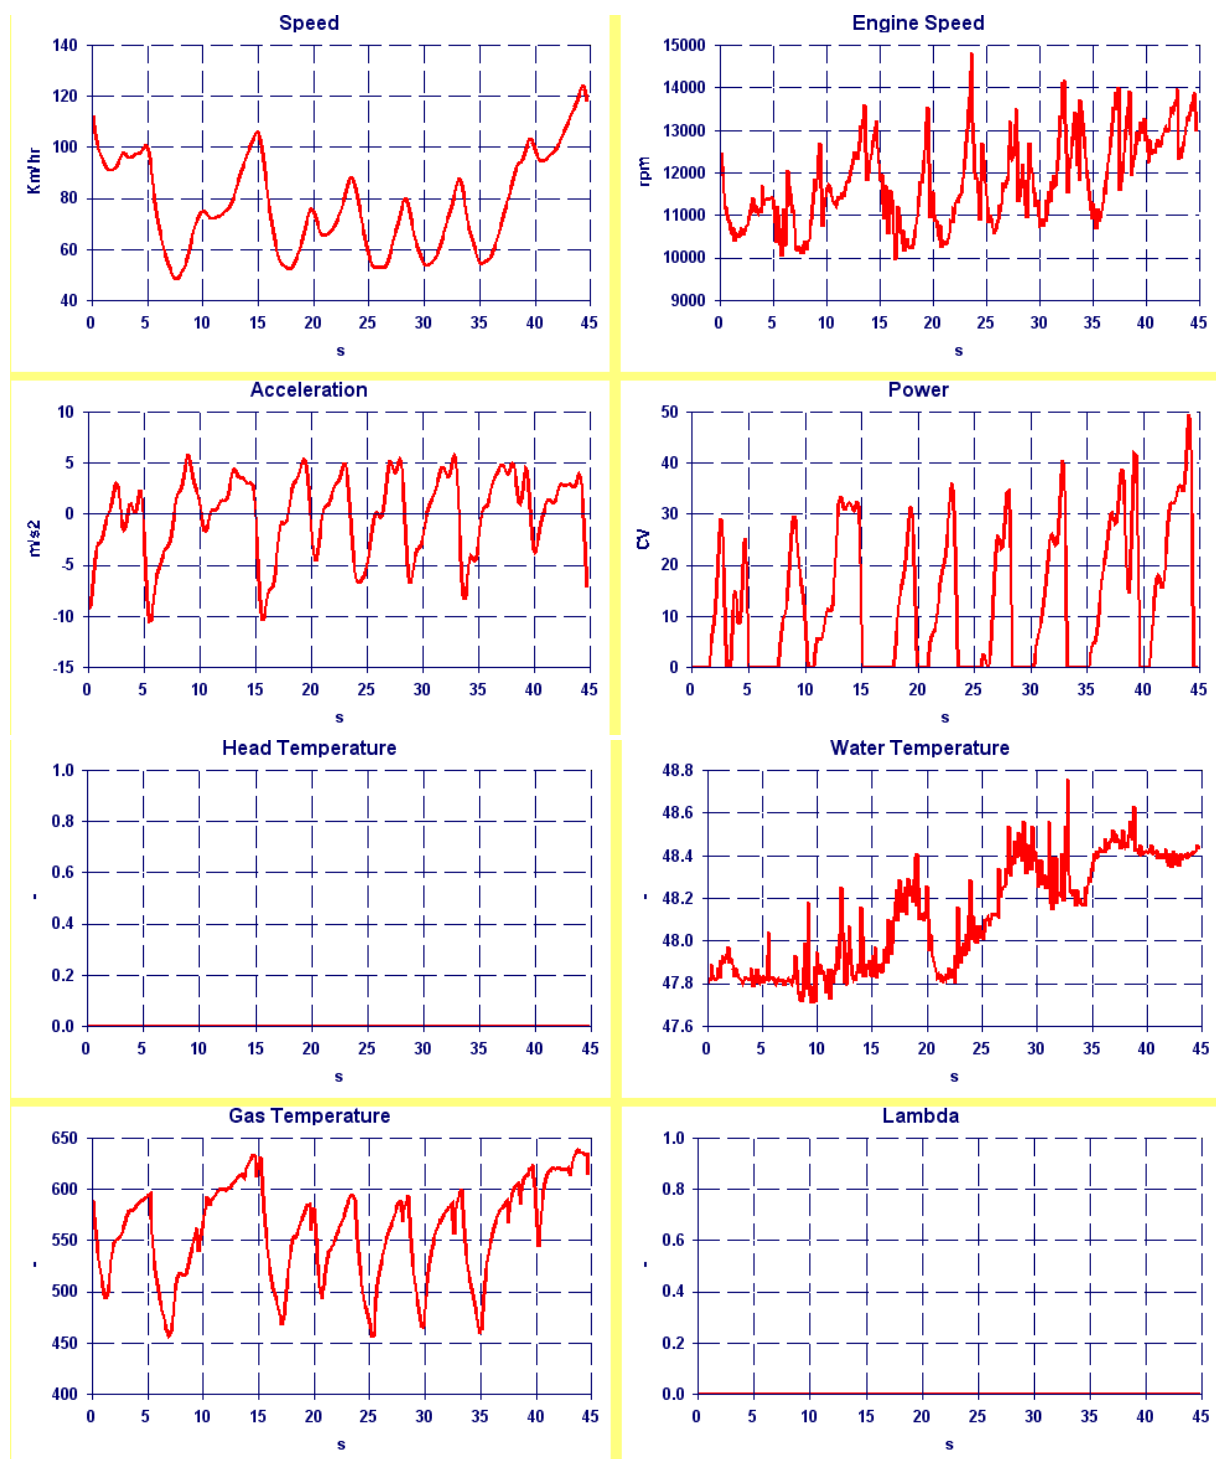 Speed
140
120
100
80
60
40
Km/hr
0 5 10 15 20 25 30 35 40 45
s
Engine Speed
15000
14000
13000
12000
11000
10000
9000
rpm
0 5 10 15 20 25 30 35 40 45
s
Acceleration
10
5
0
-5
-10
-15
m/s2
0 5 10 15 20 25 30 35 40 45
s
Power
50
40
30
20
10
0
CV
0 5 10 15 20 25 30 35 40 45
s
Head Temperature
1.0
0.8
0.6
0.4
0.2
0.0
-
0 5 10 15 20 25 30 35 40 45
s
Water Temperature
48.8
48.6
48.4
48.2
48.0
47.8
47.6
-
0 5 10 15 20 25 30 35 40 45
s
Gas Temperature
650
600
550
500
450
400
-
0 5 10 15 20 25 30 35 40 45
s
Lambda
1.0
0.8
0.6
0.4
0.2
0.0
-
0 5 10 15 20 25 30 35 40 45
s